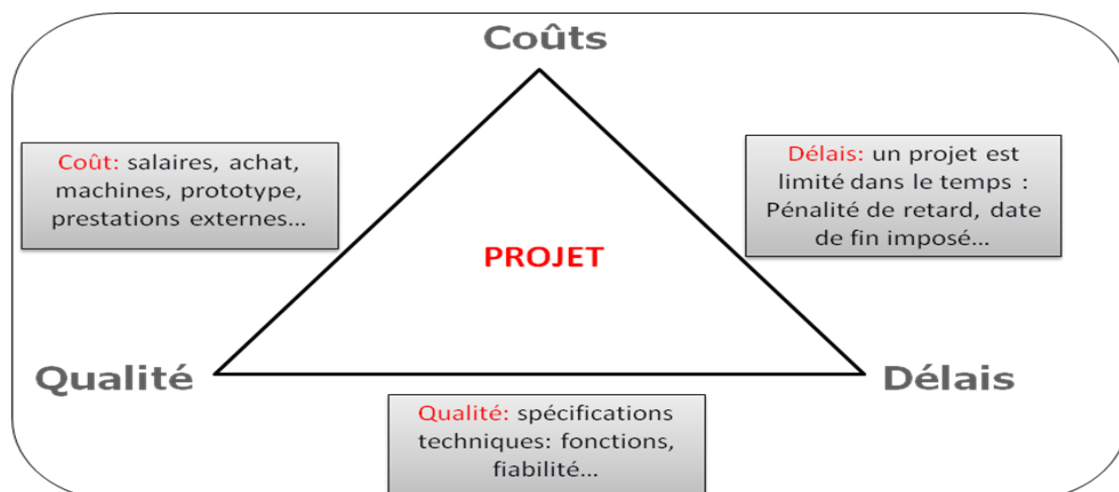 Coûts
Coût: salaires, achat,
machines, prototype,
prestations externes...
Délais: un projet est
limité dans le temps :
Pénalité de retard, date
de fin imposé...
PROJET
Qualité
Délais
Qualité: spécifications
techniques: fonctions,
fiabilité...